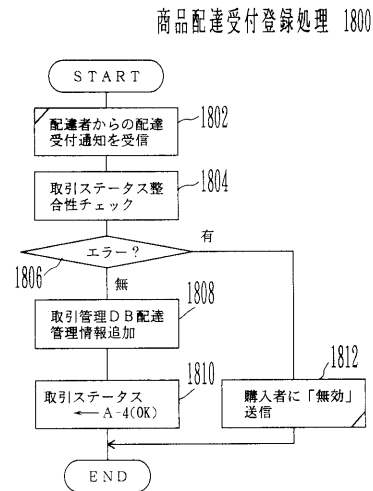 商品配達受付登録処理 1800
START
配達者からの配達
受付通知を受信
1802
取引ステータス整
合性チェック
1804
エラー?
有
1806
無
取引管理DB配達
管理情報追加
1808
取引ステータス
← A-4(OK)
1810
購入者に「無効」
送信
1812
END